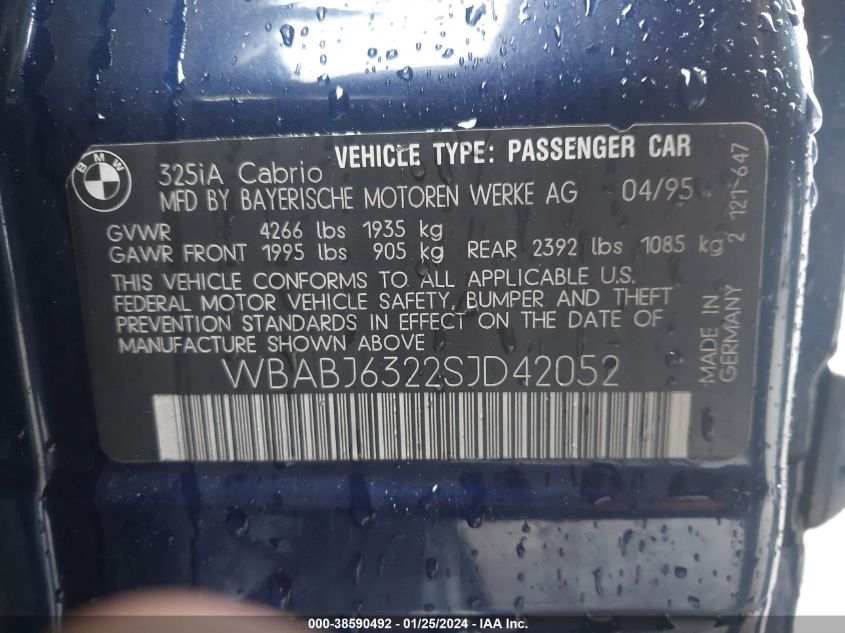 BMW
325iA Cabrio VEHICLE TYPE: PASSENGER CAR
MFD BY BAYERISCHE MOTOREN WERKE AG 04/95
GVWR 4266 lbs 1935 kg
GAWR FRONT 1995 lbs 905 kg REAR 2392 lbs 1085 kg
THIS VEHICLE CONFORMS TO ALL APPLICABLE U.S.
FEDERAL MOTOR VEHICLE SAFETY, BUMPER AND THEFT
PREVENTION STANDARDS IN EFFECT ON THE DATE OF
MANUFACTURE SHOWN ABOVE
WBABJ6322SJD42052
2 121-647
MADE IN
GERMANY
000-38590492 - 01/25/2024 - IAA Inc.